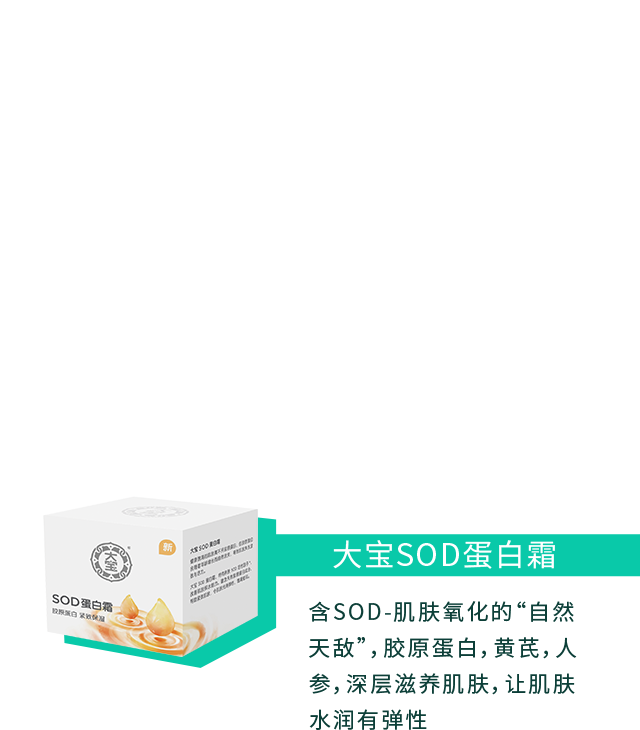 大宝
新
SOD蛋白霜
胶原蛋白 紧致保湿
大宝 SOD 蛋白霜
大宝SOD蛋白霜
含SOD-肌肤氧化的“自然
天敌”，胶原蛋白，黄芪，人
参，深层滋养肌肤，让肌肤
水润有弹性